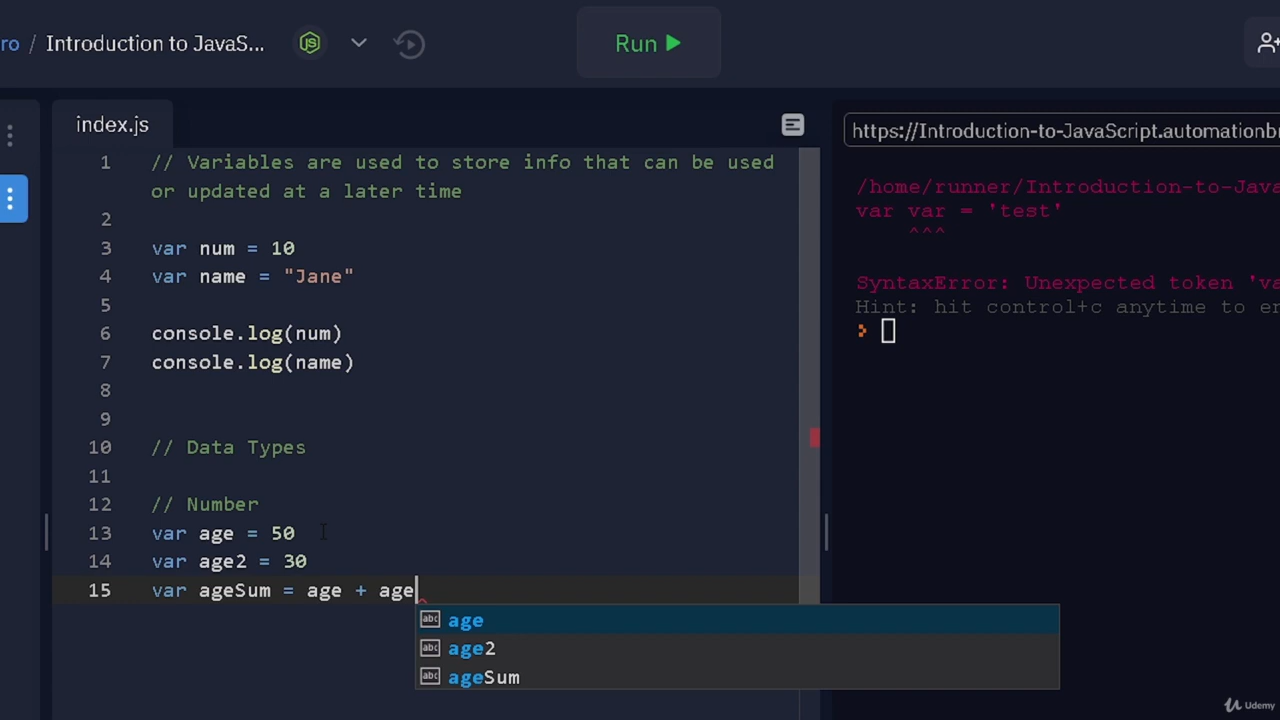 ro / Introduction to JavaS...
Run
index.js
1 // Variables are used to store info that can be used
or updated at a later time
2
3 var num = 10
4 var name = "Jane"
5
6 console.log(num)
7 console.log(name)
8
9
10 // Data Types
11
12 // Number
13 var age = 50
14 var age2 = 30
15 var ageSum = age + age
abc age
abc age2
abc ageSum
https://Introduction-to-JavaScript.automationb
/home/runner/Introduction-to-Java
var var = 'test'
^^^
SyntaxError: Unexpected token 'va
Hint: hit control+c anytime to en
Udemy